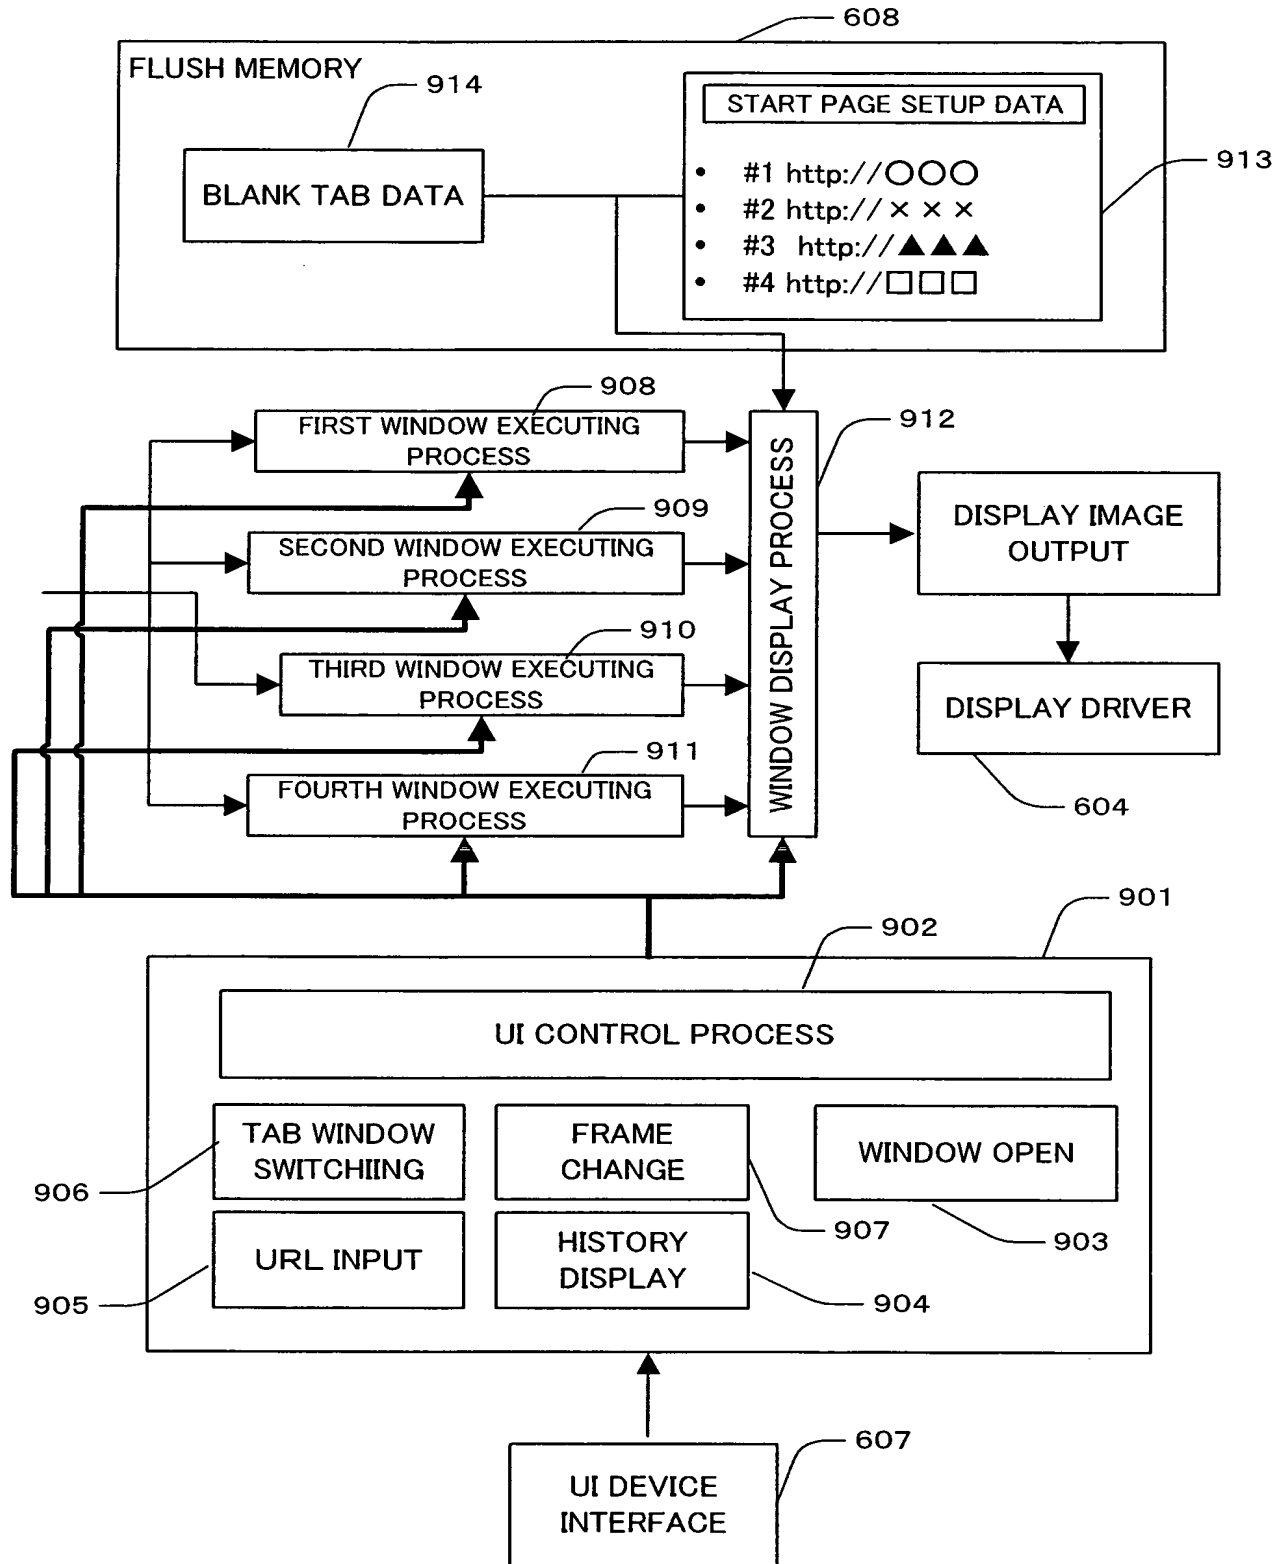 608
FLUSH MEMORY
914
START PAGE SETUP DATA
913
BLANK TAB DATA
• #1 http://○○○
• #2 http://×××
• #3 http://▲▲▲
• #4 http://□□□
908
FIRST WINDOW EXECUTING
PROCESS
912
WINDOW DISPLAY PROCESS
909
SECOND WINDOW EXECUTING
PROCESS
DISPLAY IMAGE
OUTPUT
910
THIRD WINDOW EXECUTING
PROCESS
DISPLAY DRIVER
911
FOURTH WINDOW EXECUTING
PROCESS
604
901
902
UI CONTROL PROCESS
TAB WINDOW
SWITCHIING
906
FRAME
CHANGE
907
WINDOW OPEN
903
URL INPUT
905
HISTORY
DISPLAY
904
607
UI DEVICE
INTERFACE